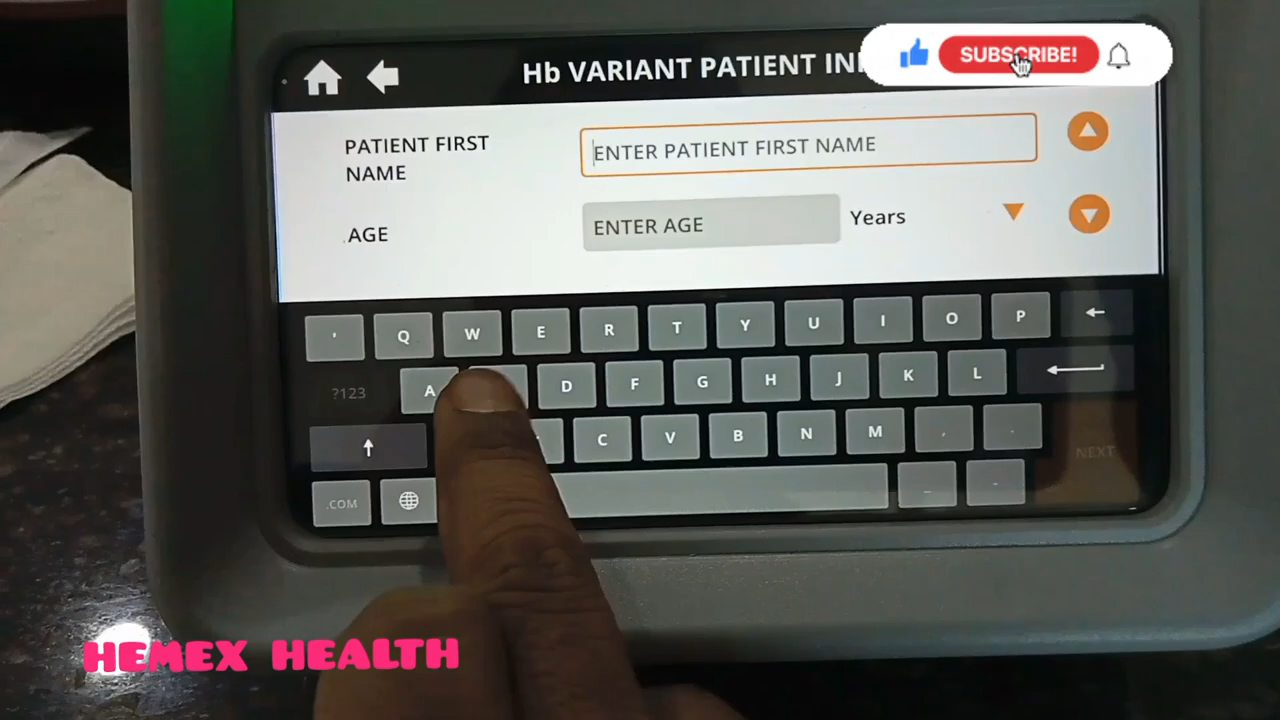 Hb VARIANT PATIENT
SUBSCRIBE!
PATIENT FIRST
NAME
ENTER PATIENT FIRST NAME
AGE
ENTER AGE
Years
' Q W E R T Y U I O P
?123 A D F G H J K L
C V B N M , .
NEXT
.COM _ -
HEMEX HEALTH